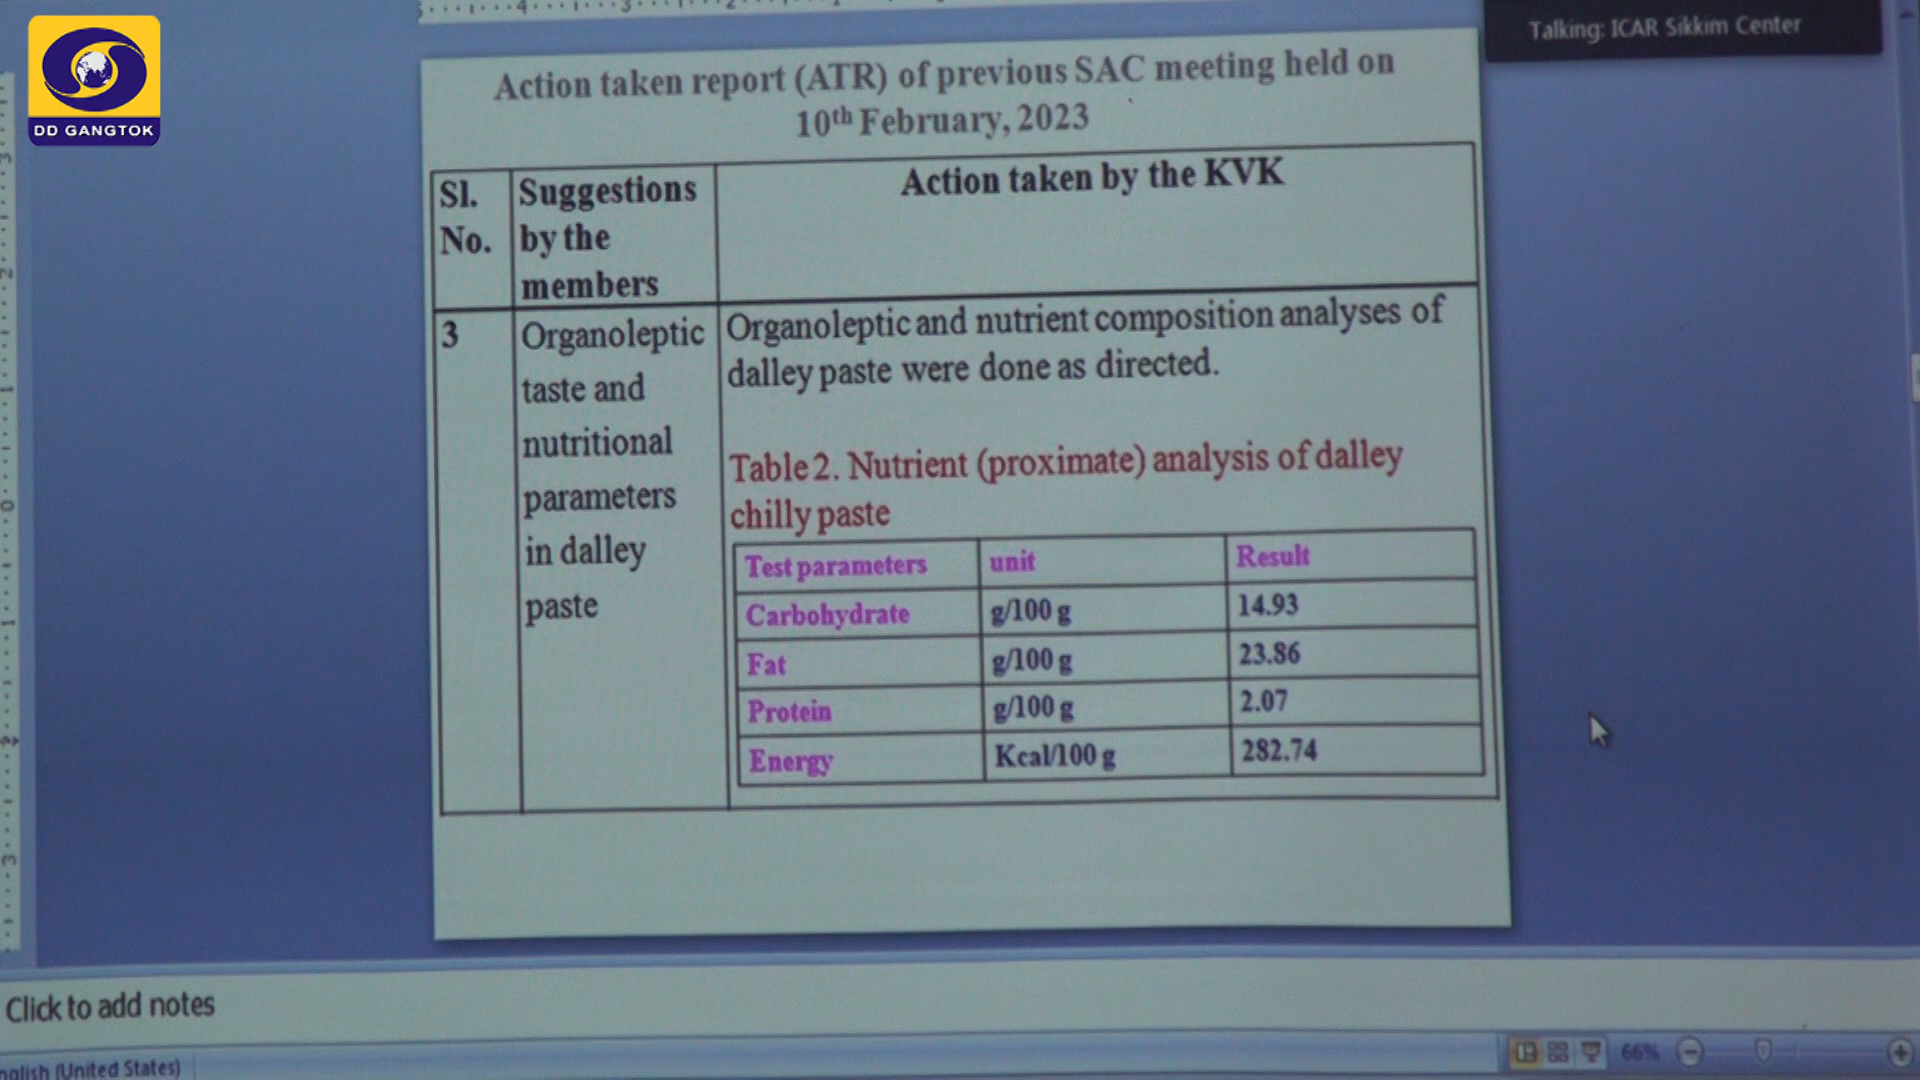 Talking: ICAR Sikkim Center
DD GANGTOK
Action taken report (ATR) of previous SAC meeting held on
10th February, 2023
Sl. No.
Suggestions by the members
Action taken by the KVK
3
Organoleptic
taste and
nutritional
parameters
in dalley
paste
Organoleptic and nutrient composition analyses of
dalley paste were done as directed.
Table 2. Nutrient (proximate) analysis of dalley
chilly paste
Test parameters unit Result
Carbohydrate g/100 g 14.93
Fat g/100 g 23.86
Protein g/100 g 2.07
Energy Kcal/100 g 282.74
Click to add notes
(United States)
66%